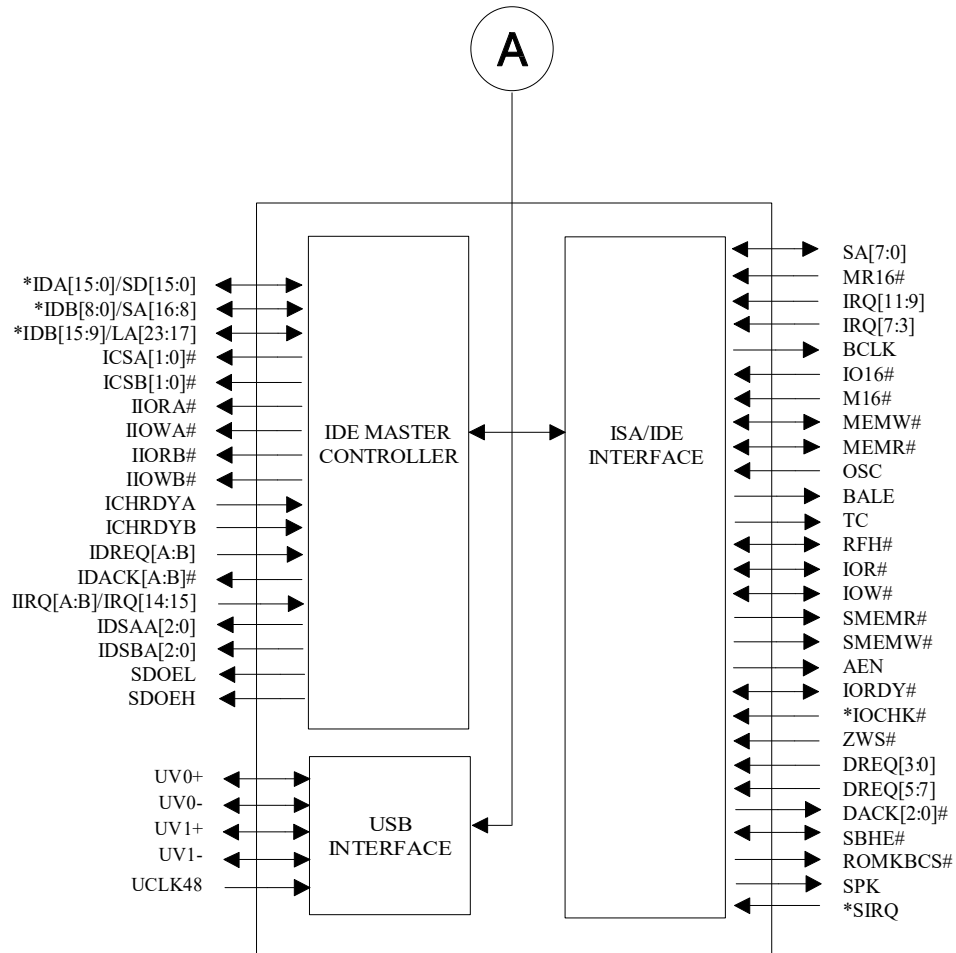 A
*IDA[15:0]/SD[15:0]
*IDB[8:0]/SA[16:8]
*IDB[15:9]/LA[23:17]
ICSA[1:0]#
ICSB[1:0]#
IIORA#
IIOWA#
IIORB#
IIOWB#
ICHRDYA
ICHRDYB
IDREQ[A:B]
IDACK[A:B]#
IIRQ[A:B]/IRQ[14:15]
IDSAA[2:0]
IDSBA[2:0]
SDOEL
SDOEH
IDE MASTER
CONTROLLER
UV0+
UV0-
UV1+
UV1-
UCLK48
USB
INTERFACE
ISA/IDE
INTERFACE
SA[7:0]
MR16#
IRQ[11:9]
IRQ[7:3]
BCLK
IO16#
M16#
MEMW#
MEMR#
OSC
BALE
TC
RFH#
IOR#
IOW#
SMEMR#
SMEMW#
AEN
IORDY#
*IOCHK#
ZWS#
DREQ[3:0]
DREQ[5:7]
DACK[2:0]#
SBHE#
ROMKBCS#
SPK
*SIRQ